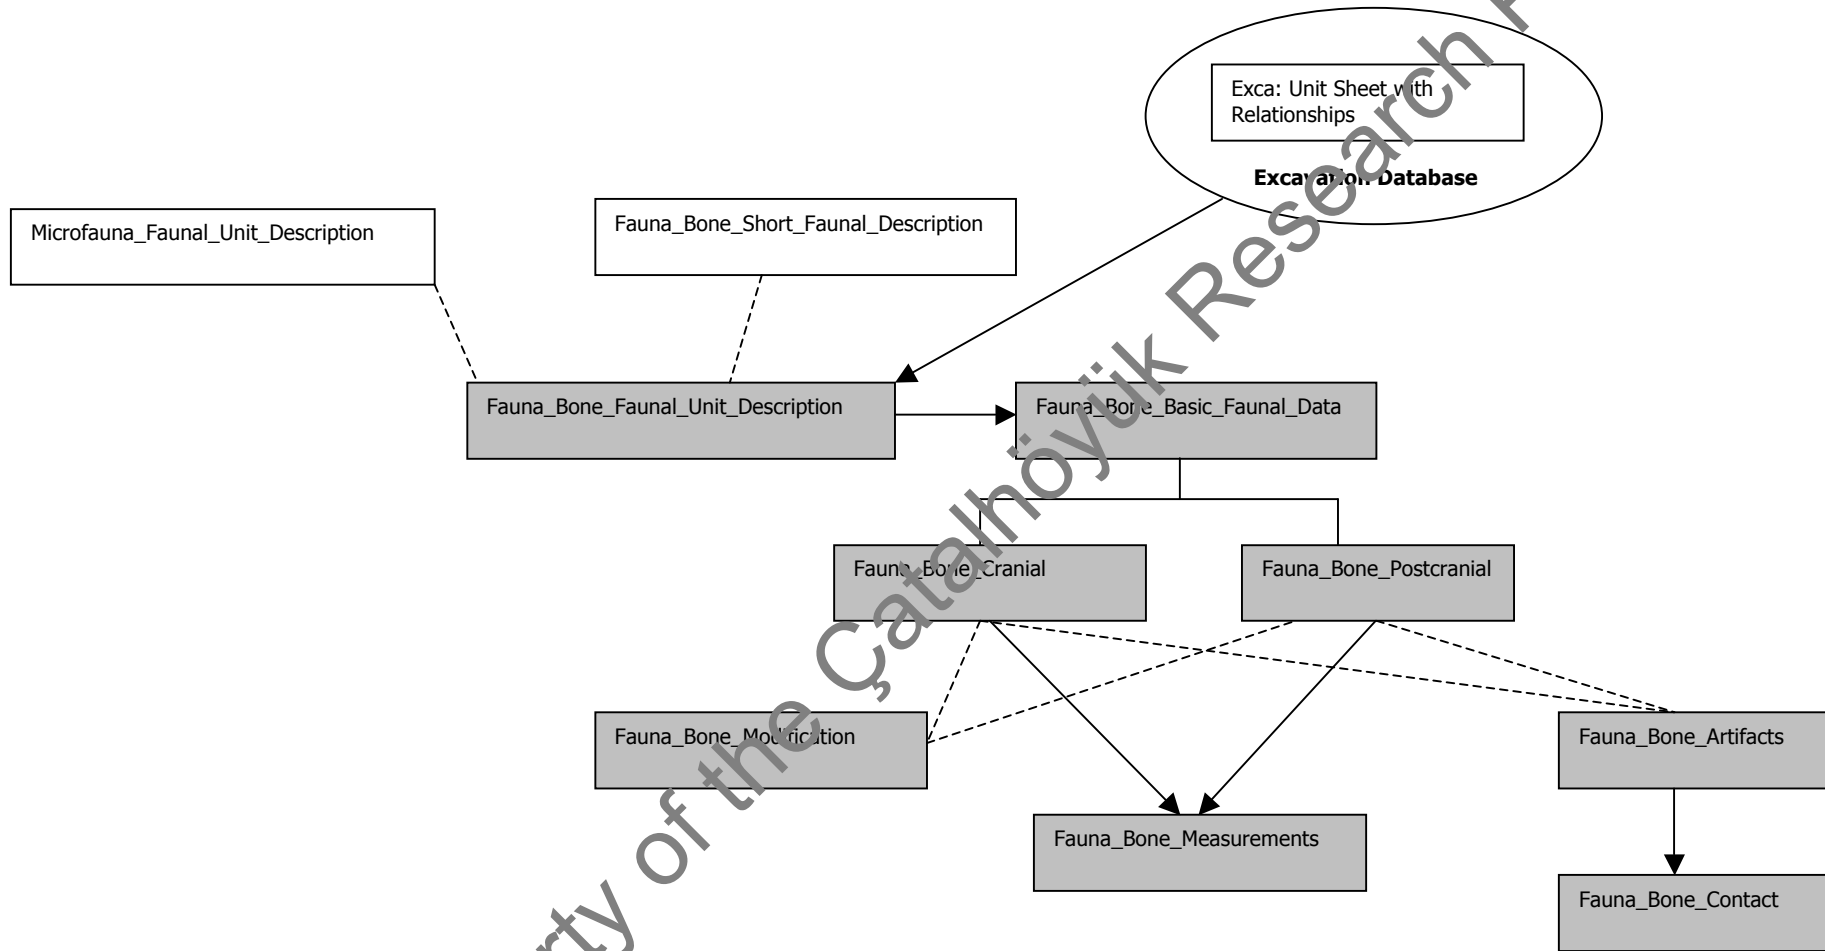 Exca: Unit Sheet with
Relationships
Excavation Database
Microfauna_Faunal_Unit_Description
Fauna_Bone_Short_Faunal_Description
Fauna_Bone_Faunal_Unit_Description
Fauna_Bone_Basic_Faunal_Data
Fauna_Bone_Cranial
Fauna_Bone_Postcranial
Fauna_Bone_Modification
Fauna_Bone_Artifacts
Fauna_Bone_Measurements
Fauna_Bone_Contact
of the Çatalhöyük Research